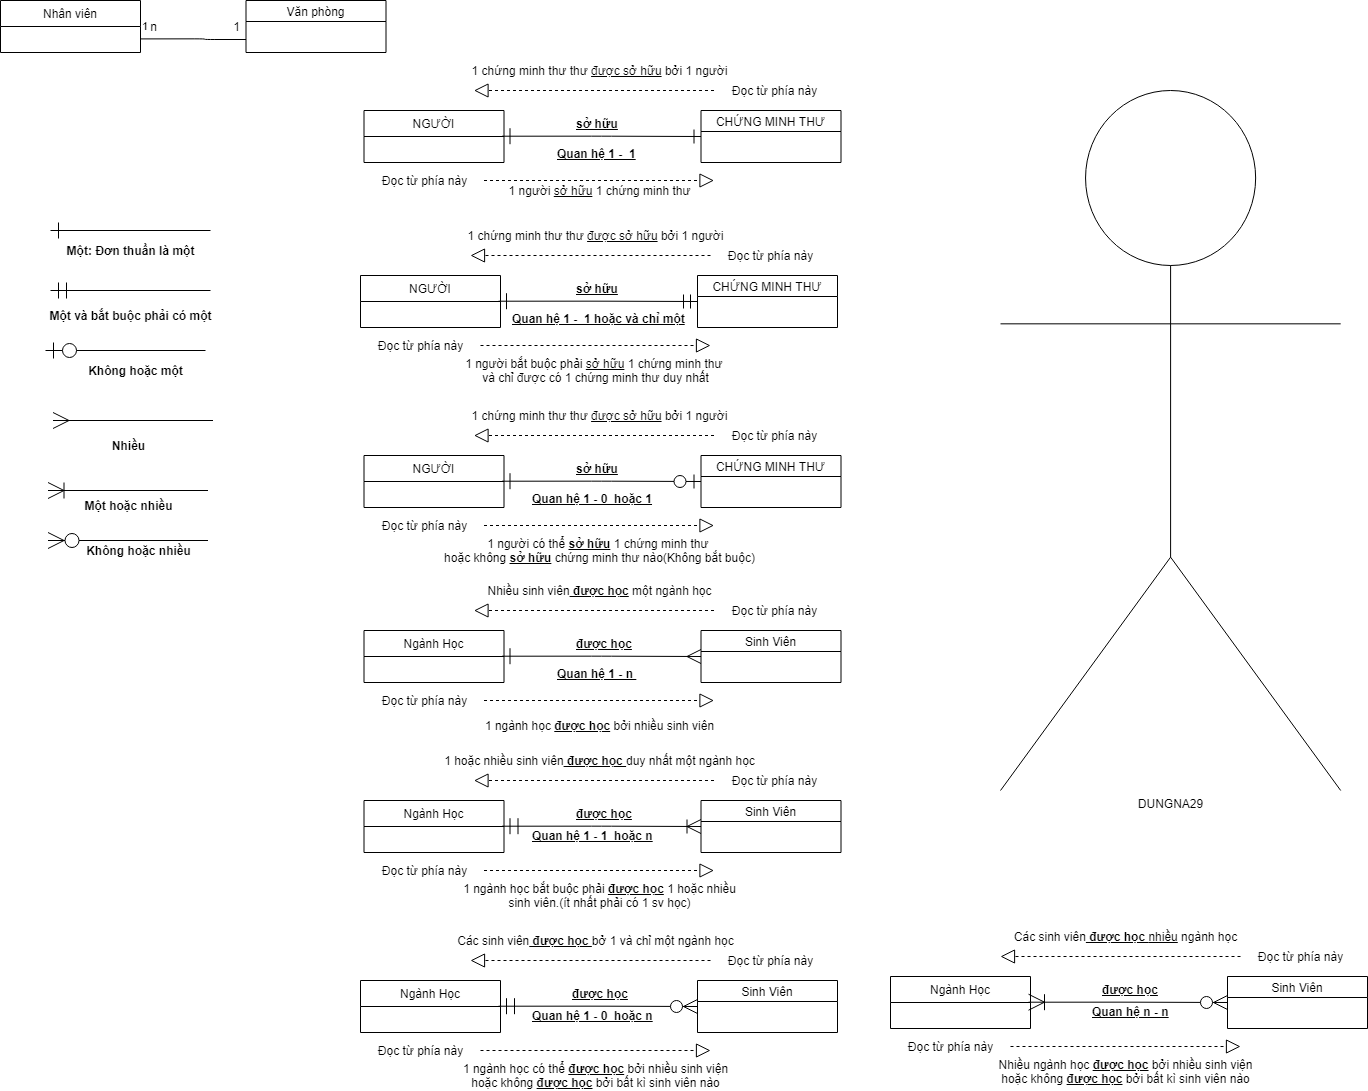 Nhân viên
Văn phòng
1 n
1
1 chứng minh thư thư được sở hữu bởi 1 người
Đọc từ phía này
NGƯỜI
sở hữu
CHỨNG MINH THƯ
Quan hệ 1 - 1
Đọc từ phía này
1 người sở hữu 1 chứng minh thư
Một: Đơn thuần là một
Một và bắt buộc phải có một
Không hoặc một
Nhiều
Một hoặc nhiều
Không hoặc nhiều
1 chứng minh thư thư được sở hữu bởi 1 người
Đọc từ phía này
NGƯỜI
sở hữu
CHỨNG MINH THƯ
Quan hệ 1 - 1 hoặc và chỉ một
Đọc từ phía này
1 người bắt buộc phải sở hữu 1 chứng minh thư
và chỉ được có 1 chứng minh thư duy nhất
1 chứng minh thư thư được sở hữu bởi 1 người
Đọc từ phía này
NGƯỜI
sở hữu
CHỨNG MINH THƯ
Quan hệ 1 - 0 hoặc 1
Đọc từ phía này
1 người có thể sở hữu 1 chứng minh thư
hoặc không sở hữu chứng minh thư nào(Không bắt buộc)
Nhiều sinh viên được học một ngành học
Đọc từ phía này
Ngành Học
được học
Sinh Viên
Quan hệ 1 - n
Đọc từ phía này
1 ngành học được học bởi nhiều sinh viên
1 hoặc nhiều sinh viên được học duy nhất một ngành học
Đọc từ phía này
Ngành Học
được học
Sinh Viên
Quan hệ 1 - 1 hoặc n
Đọc từ phía này
1 ngành học bắt buộc phải được học 1 hoặc nhiều
sinh viên.(ít nhất phải có 1 sv học)
DUNGNA29
Các sinh viên được học bở 1 và chỉ một ngành học
Đọc từ phía này
Ngành Học
được học
Sinh Viên
Quan hệ 1 - 0 hoặc n
Đọc từ phía này
1 ngành học có thể được học bởi nhiều sinh viên
hoặc không được học bởi bất kì sinh viên nào
Các sinh viên được học nhiều ngành học
Đọc từ phía này
Ngành Học
được học
Sinh Viên
Quan hệ n - n
Đọc từ phía này
Nhiều ngành học được học bởi nhiều sinh viên
hoặc không được học bởi bất kì sinh viên nào